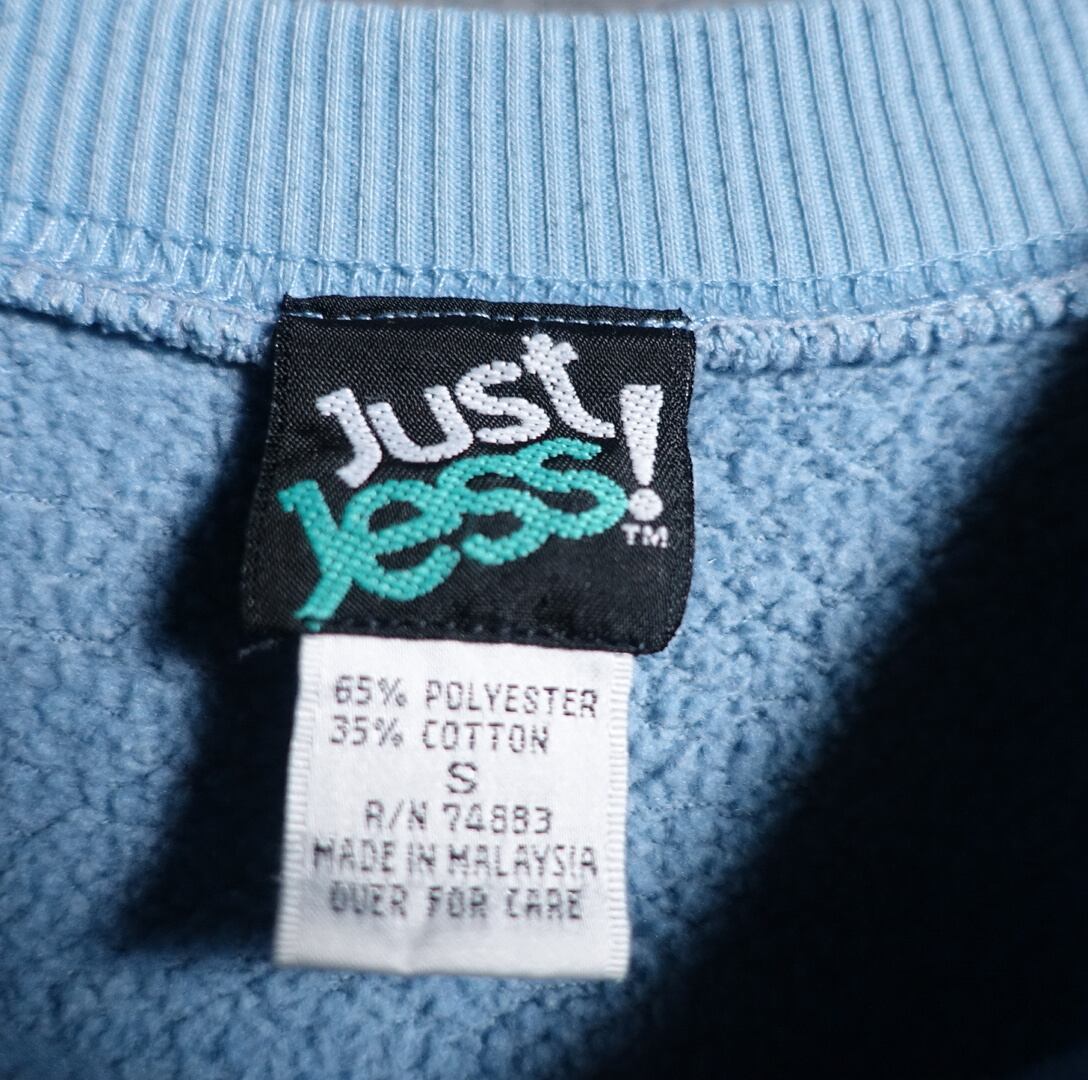 Just
Jess!
TM
65% POLYESTER
35% COTTON
S
R/N 74883
MADE IN MALAYSIA
OVER FOR CARE